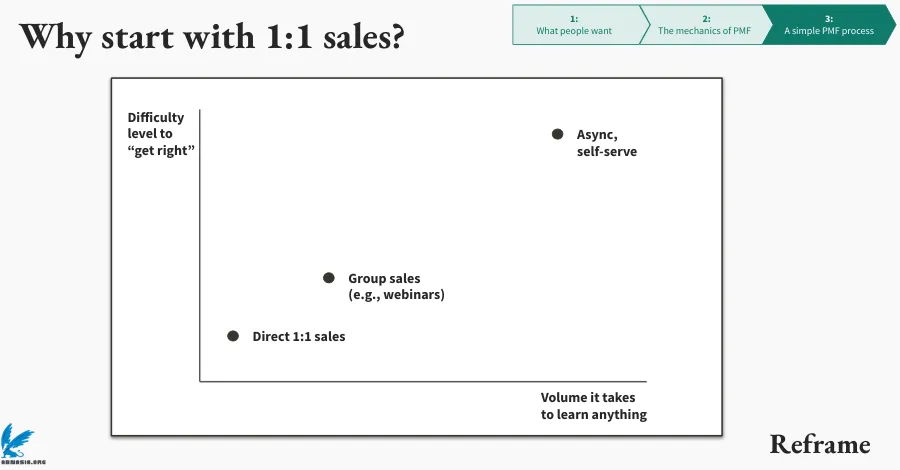 Why start with 1:1 sales?
1:
What people want
2:
The mechanics of PMF
3:
A simple PMF process
Difficulty
level to
“get right”
Async,
self-serve
Group sales
(e.g., webinars)
Direct 1:1 sales
Volume it takes
to learn anything
Reframe